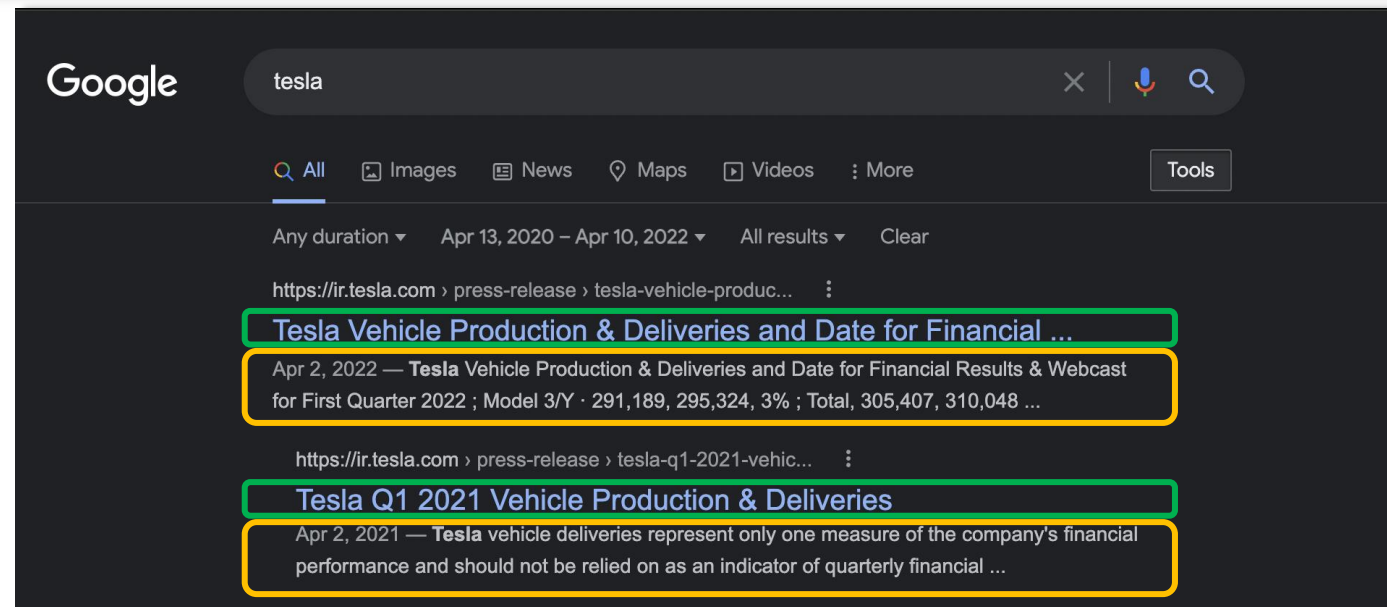 Google
tesla
All Images News Maps Videos More Tools
Any duration Apr 13, 2020 – Apr 10, 2022 All results Clear
https://ir.tesla.com › press-release › tesla-vehicle-produc...
Tesla Vehicle Production & Deliveries and Date for Financial ...
Apr 2, 2022 — Tesla Vehicle Production & Deliveries and Date for Financial Results & Webcast
for First Quarter 2022 ; Model 3/Y · 291,189, 295,324, 3% ; Total, 305,407, 310,048 ...
https://ir.tesla.com › press-release › tesla-q1-2021-vehic...
Tesla Q1 2021 Vehicle Production & Deliveries
Apr 2, 2021 — Tesla vehicle deliveries represent only one measure of the company's financial
performance and should not be relied on as an indicator of quarterly financial ...